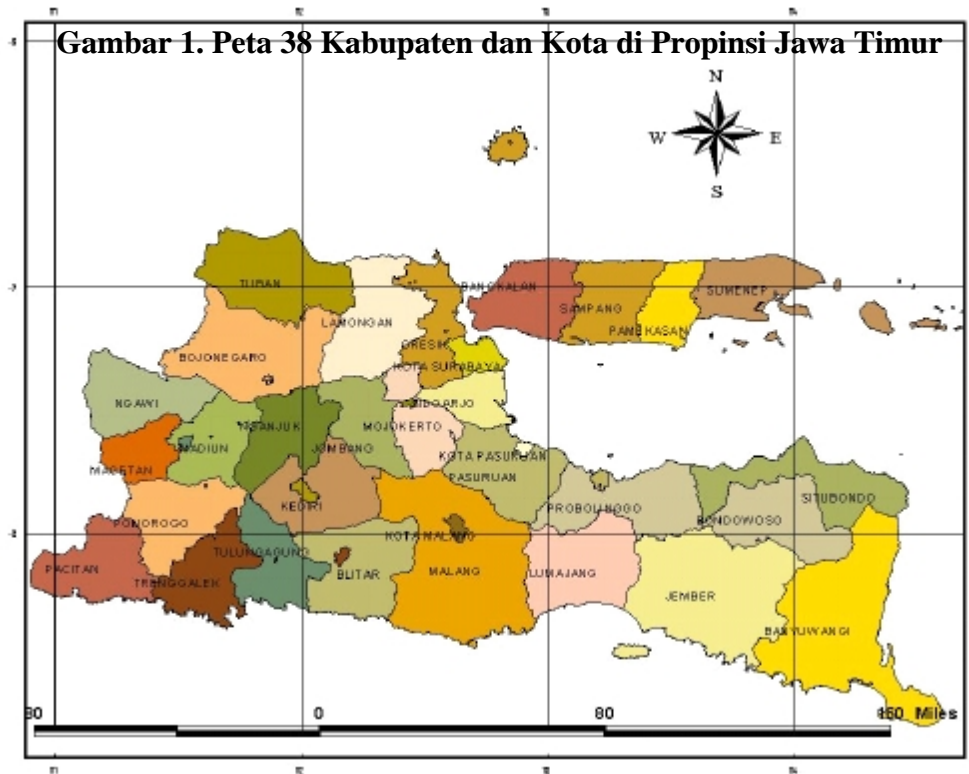 Gambar 1. Peta 38 Kabupaten dan Kota di Propinsi Jawa Timur
N
W E
S
TUBAN
BANGKALAN
SUMENEP
SAMPANG
LAMONGAN
PAMEKASAN
GRESIK
BOJONEGARO
KOTA SURABAYA
NGAWI
SIDOARJO
NGANJUK
MOJOKERTO
MADIUN
JOMBANG
KOTA PASURUAN
MAGETAN
PASURUAN
SITUBONDO
KEDIRI
PROBOLINGGO
PONOROGO
BONDOWOSO
KOTA MALANG
TULUNGAGUNG
PACITAN
BLITAR
MALANG
LUMAJANG
TRENGGALEK
JEMBER
BANYUWANGI
80 0 80 160 Miles